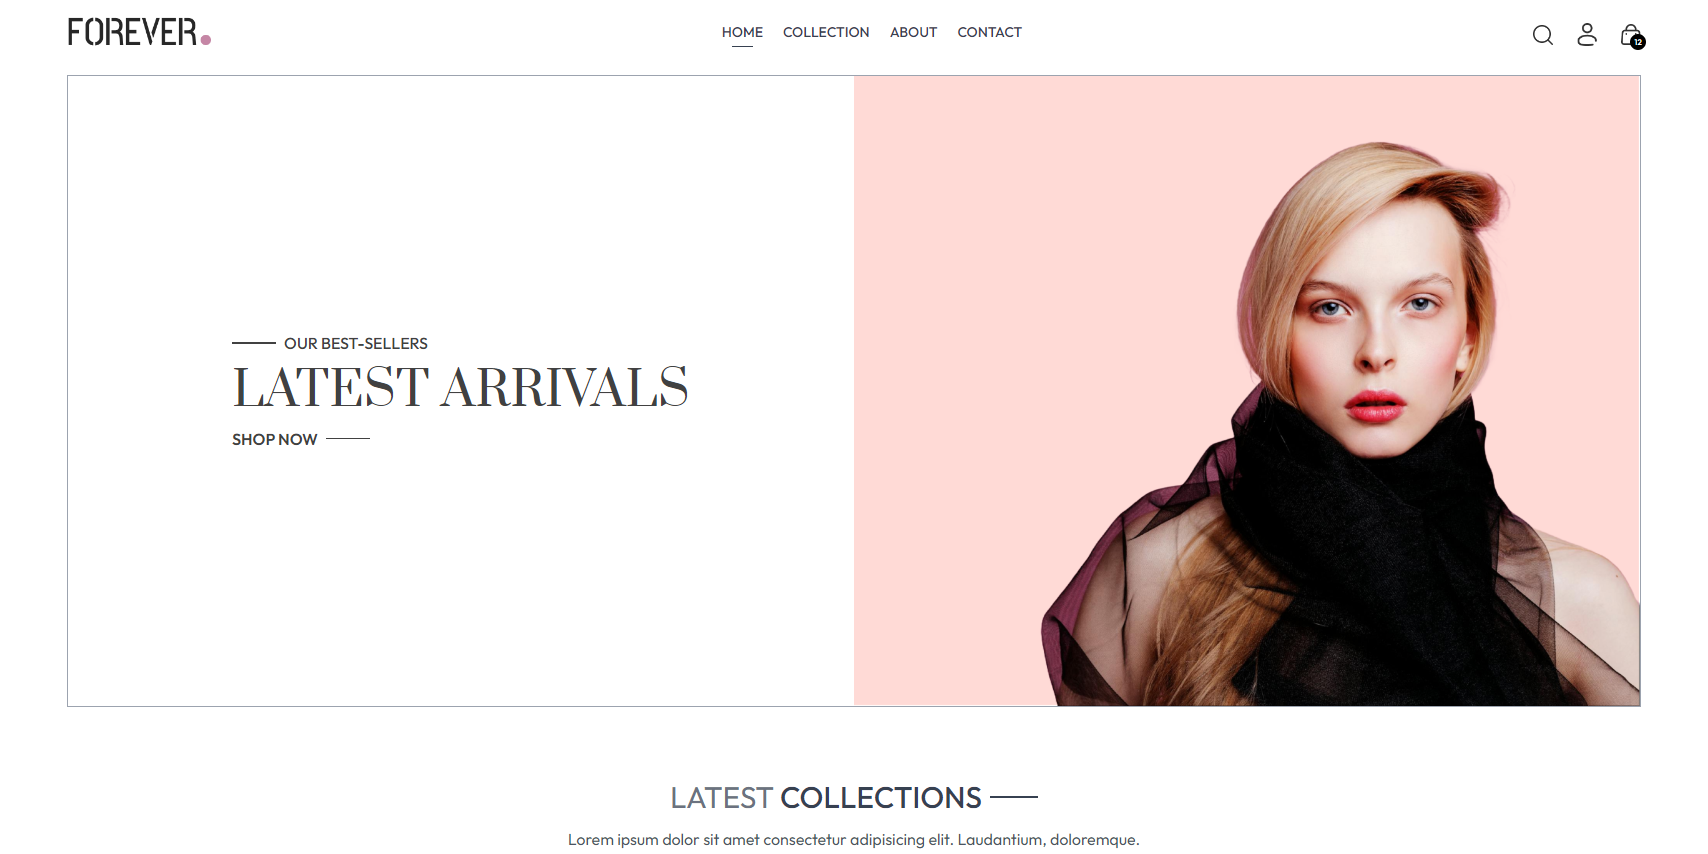 FOREVER.
HOME COLLECTION ABOUT CONTACT
12
OUR BEST-SELLERS
LATEST ARRIVALS
SHOP NOW
LATEST COLLECTIONS
Lorem ipsum dolor sit amet consectetur adipisicing elit. Laudantium, doloremque.